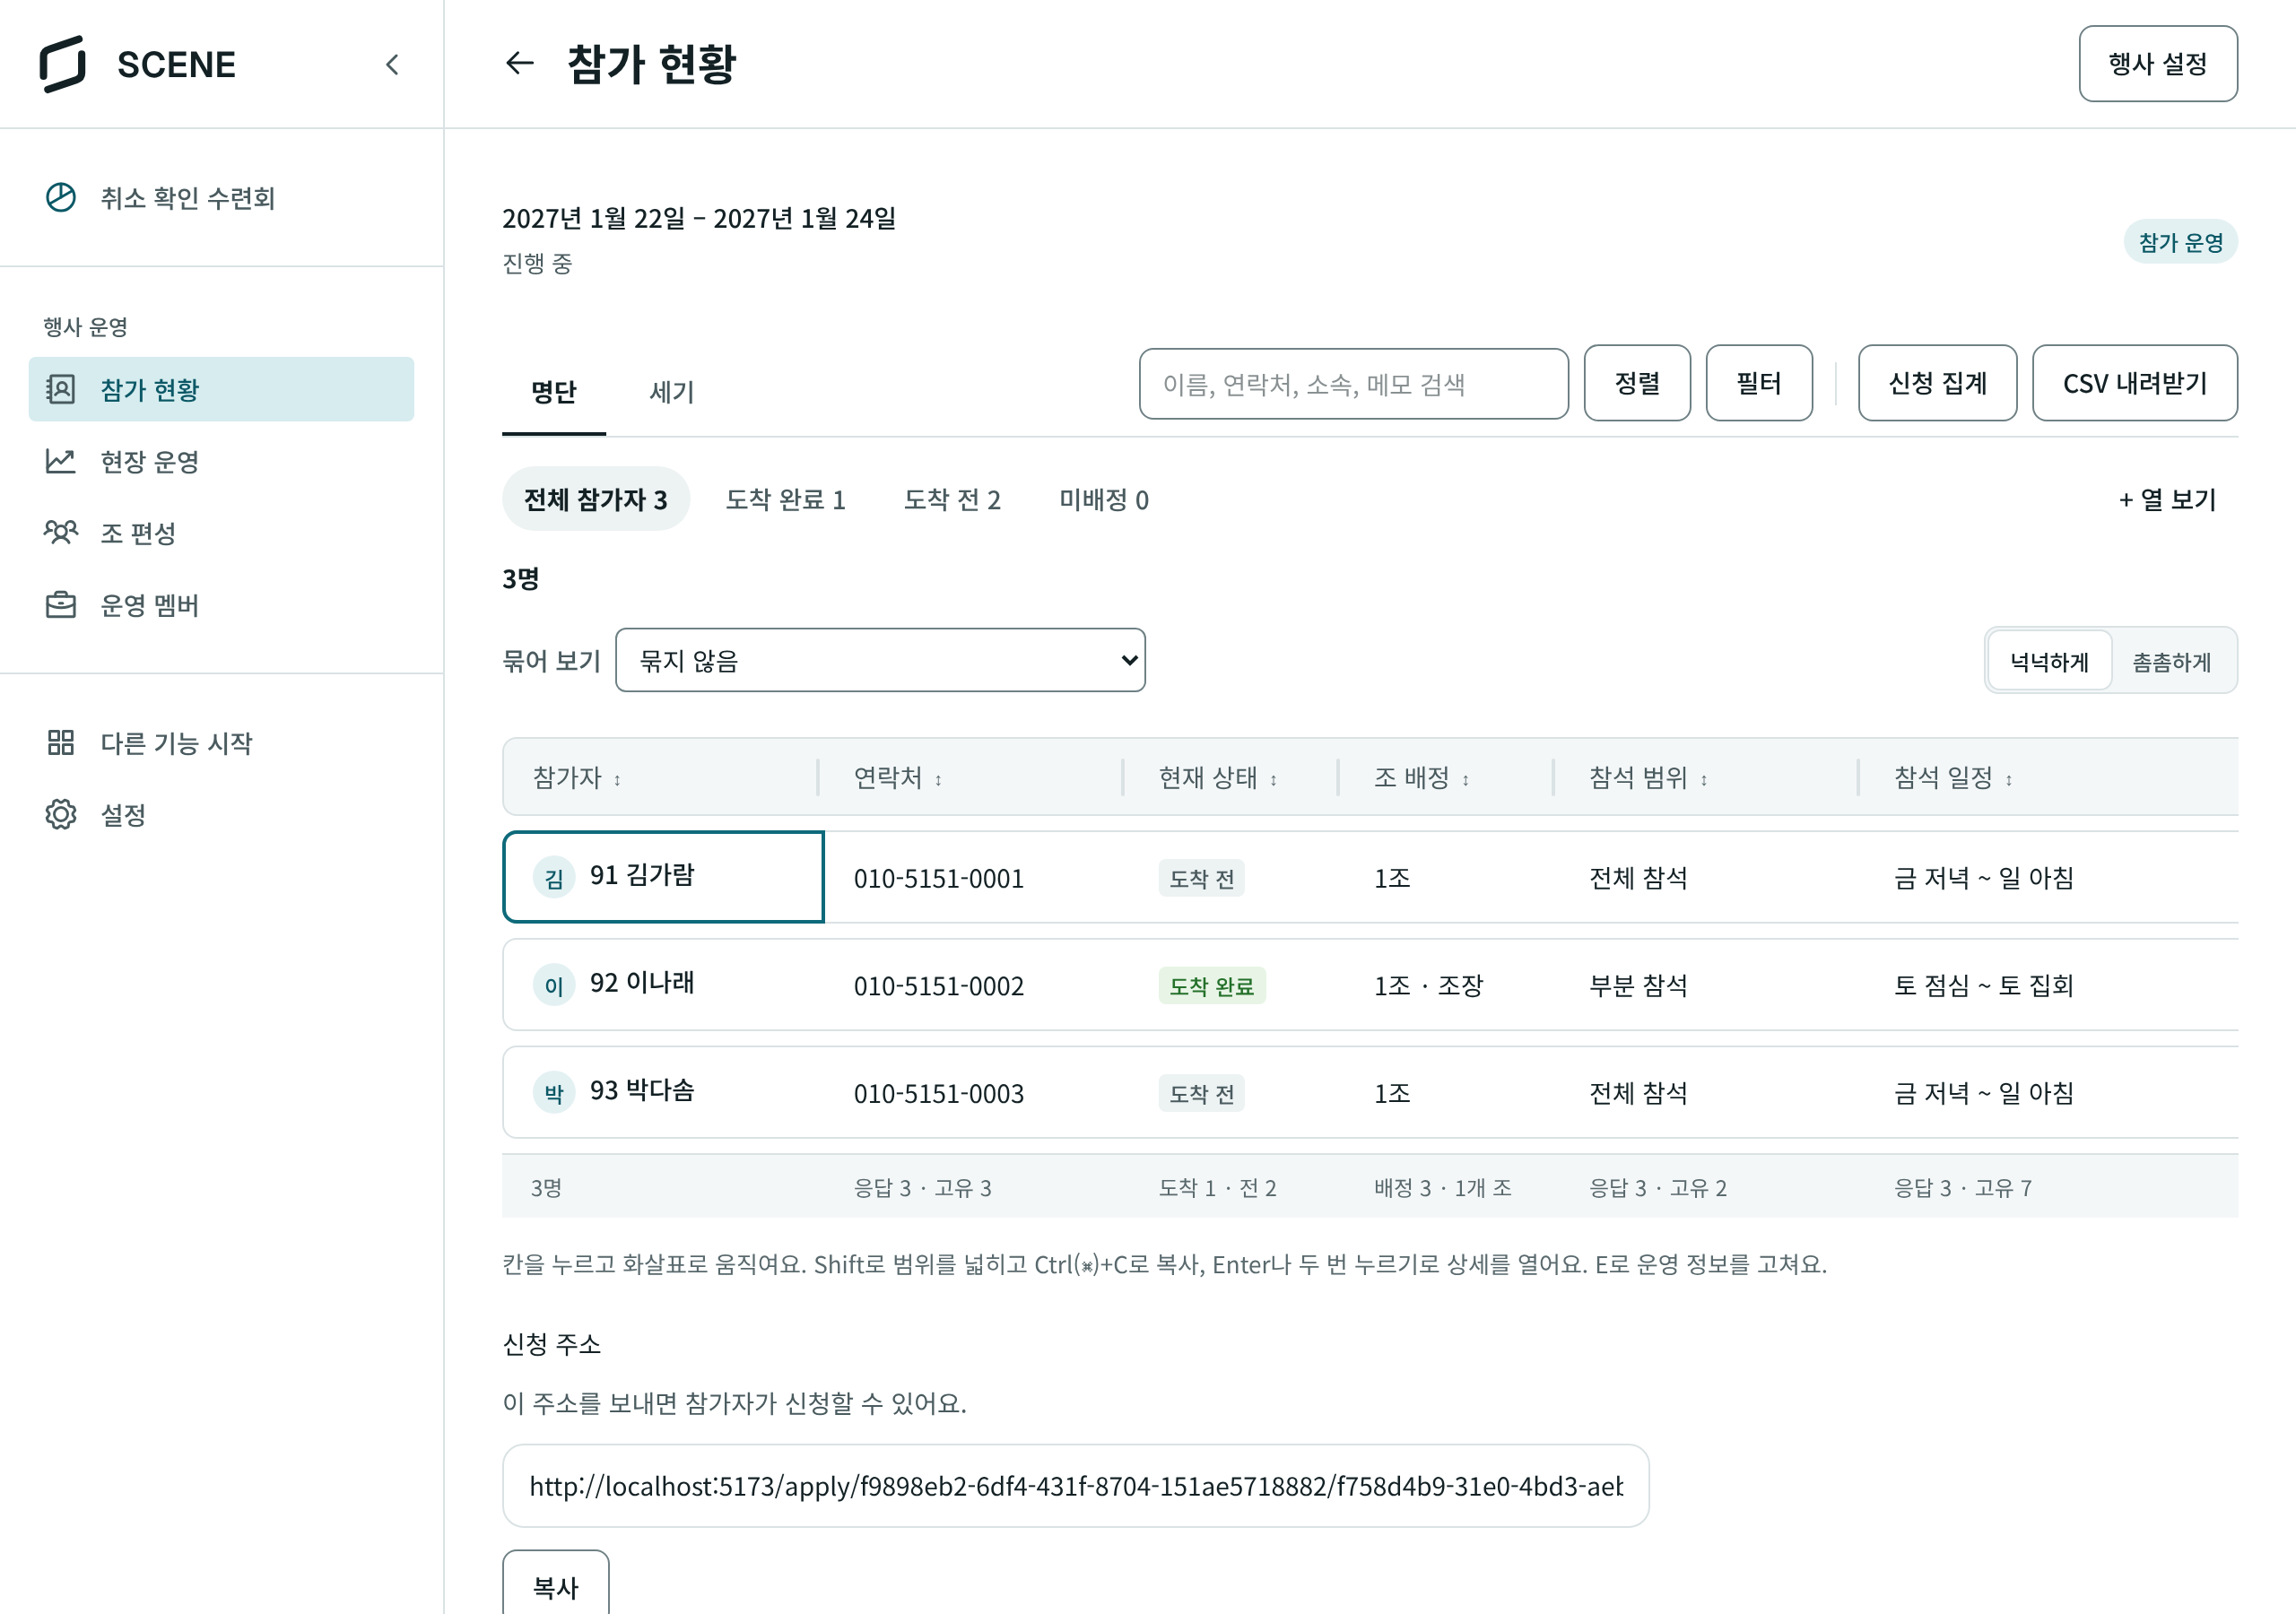 SCENE
참가 현황
행사 설정
취소 확인 수련회
행사 운영
참가 현황
현장 운영
조 편성
운영 멤버
다른 기능 시작
설정
2027년 1월 22일 – 2027년 1월 24일
진행 중
참가 운영
명단 세기
이름, 연락처, 소속, 메모 검색
정렬 필터 신청 집계 CSV 내려받기
전체 참가자 3 도착 완료 1 도착 전 2 미배정 0
+ 열 보기
3명
묶어 보기 묶지 않음
넉넉하게 촘촘하게
참가자 ↕ 연락처 ↕ 현재 상태 ↕ 조 배정 ↕ 참석 범위 ↕ 참석 일정 ↕
김 91 김가람 010-5151-0001 도착 전 1조 전체 참석 금 저녁 ~ 일 아침
이 92 이나래 010-5151-0002 도착 완료 1조 · 조장 부분 참석 토 점심 ~ 토 집회
박 93 박다솜 010-5151-0003 도착 전 1조 전체 참석 금 저녁 ~ 일 아침
3명 응답 3 · 고유 3 도착 1 · 전 2 배정 3 · 1개 조 응답 3 · 고유 2 응답 3 · 고유 7
칸을 누르고 화살표로 움직여요. Shift로 범위를 넓히고 Ctrl(⌘)+C로 복사, Enter나 두 번 누르기로 상세를 열어요. E로 운영 정보를 고쳐요.
신청 주소
이 주소를 보내면 참가자가 신청할 수 있어요.
http://localhost:5173/apply/f9898eb2-6df4-431f-8704-151ae5718882/f758d4b9-31e0-4bd3-aeb
복사